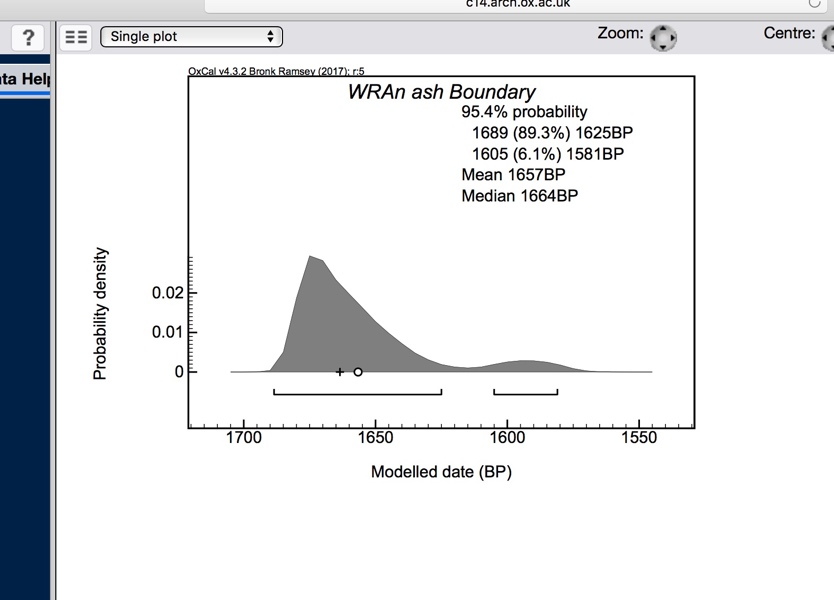 c14.arch.ox.ac.uk
?
Single plot
Zoom:
Centre:
ta Help
OxCal v4.3.2 Bronk Ramsey (2017); r:5
WRAn ash Boundary
95.4% probability
1689 (89.3%) 1625BP
1605 (6.1%) 1581BP
Mean 1657BP
Median 1664BP
Probability density
0.02
0.01
0
1700
1650
1600
1550
Modelled date (BP)